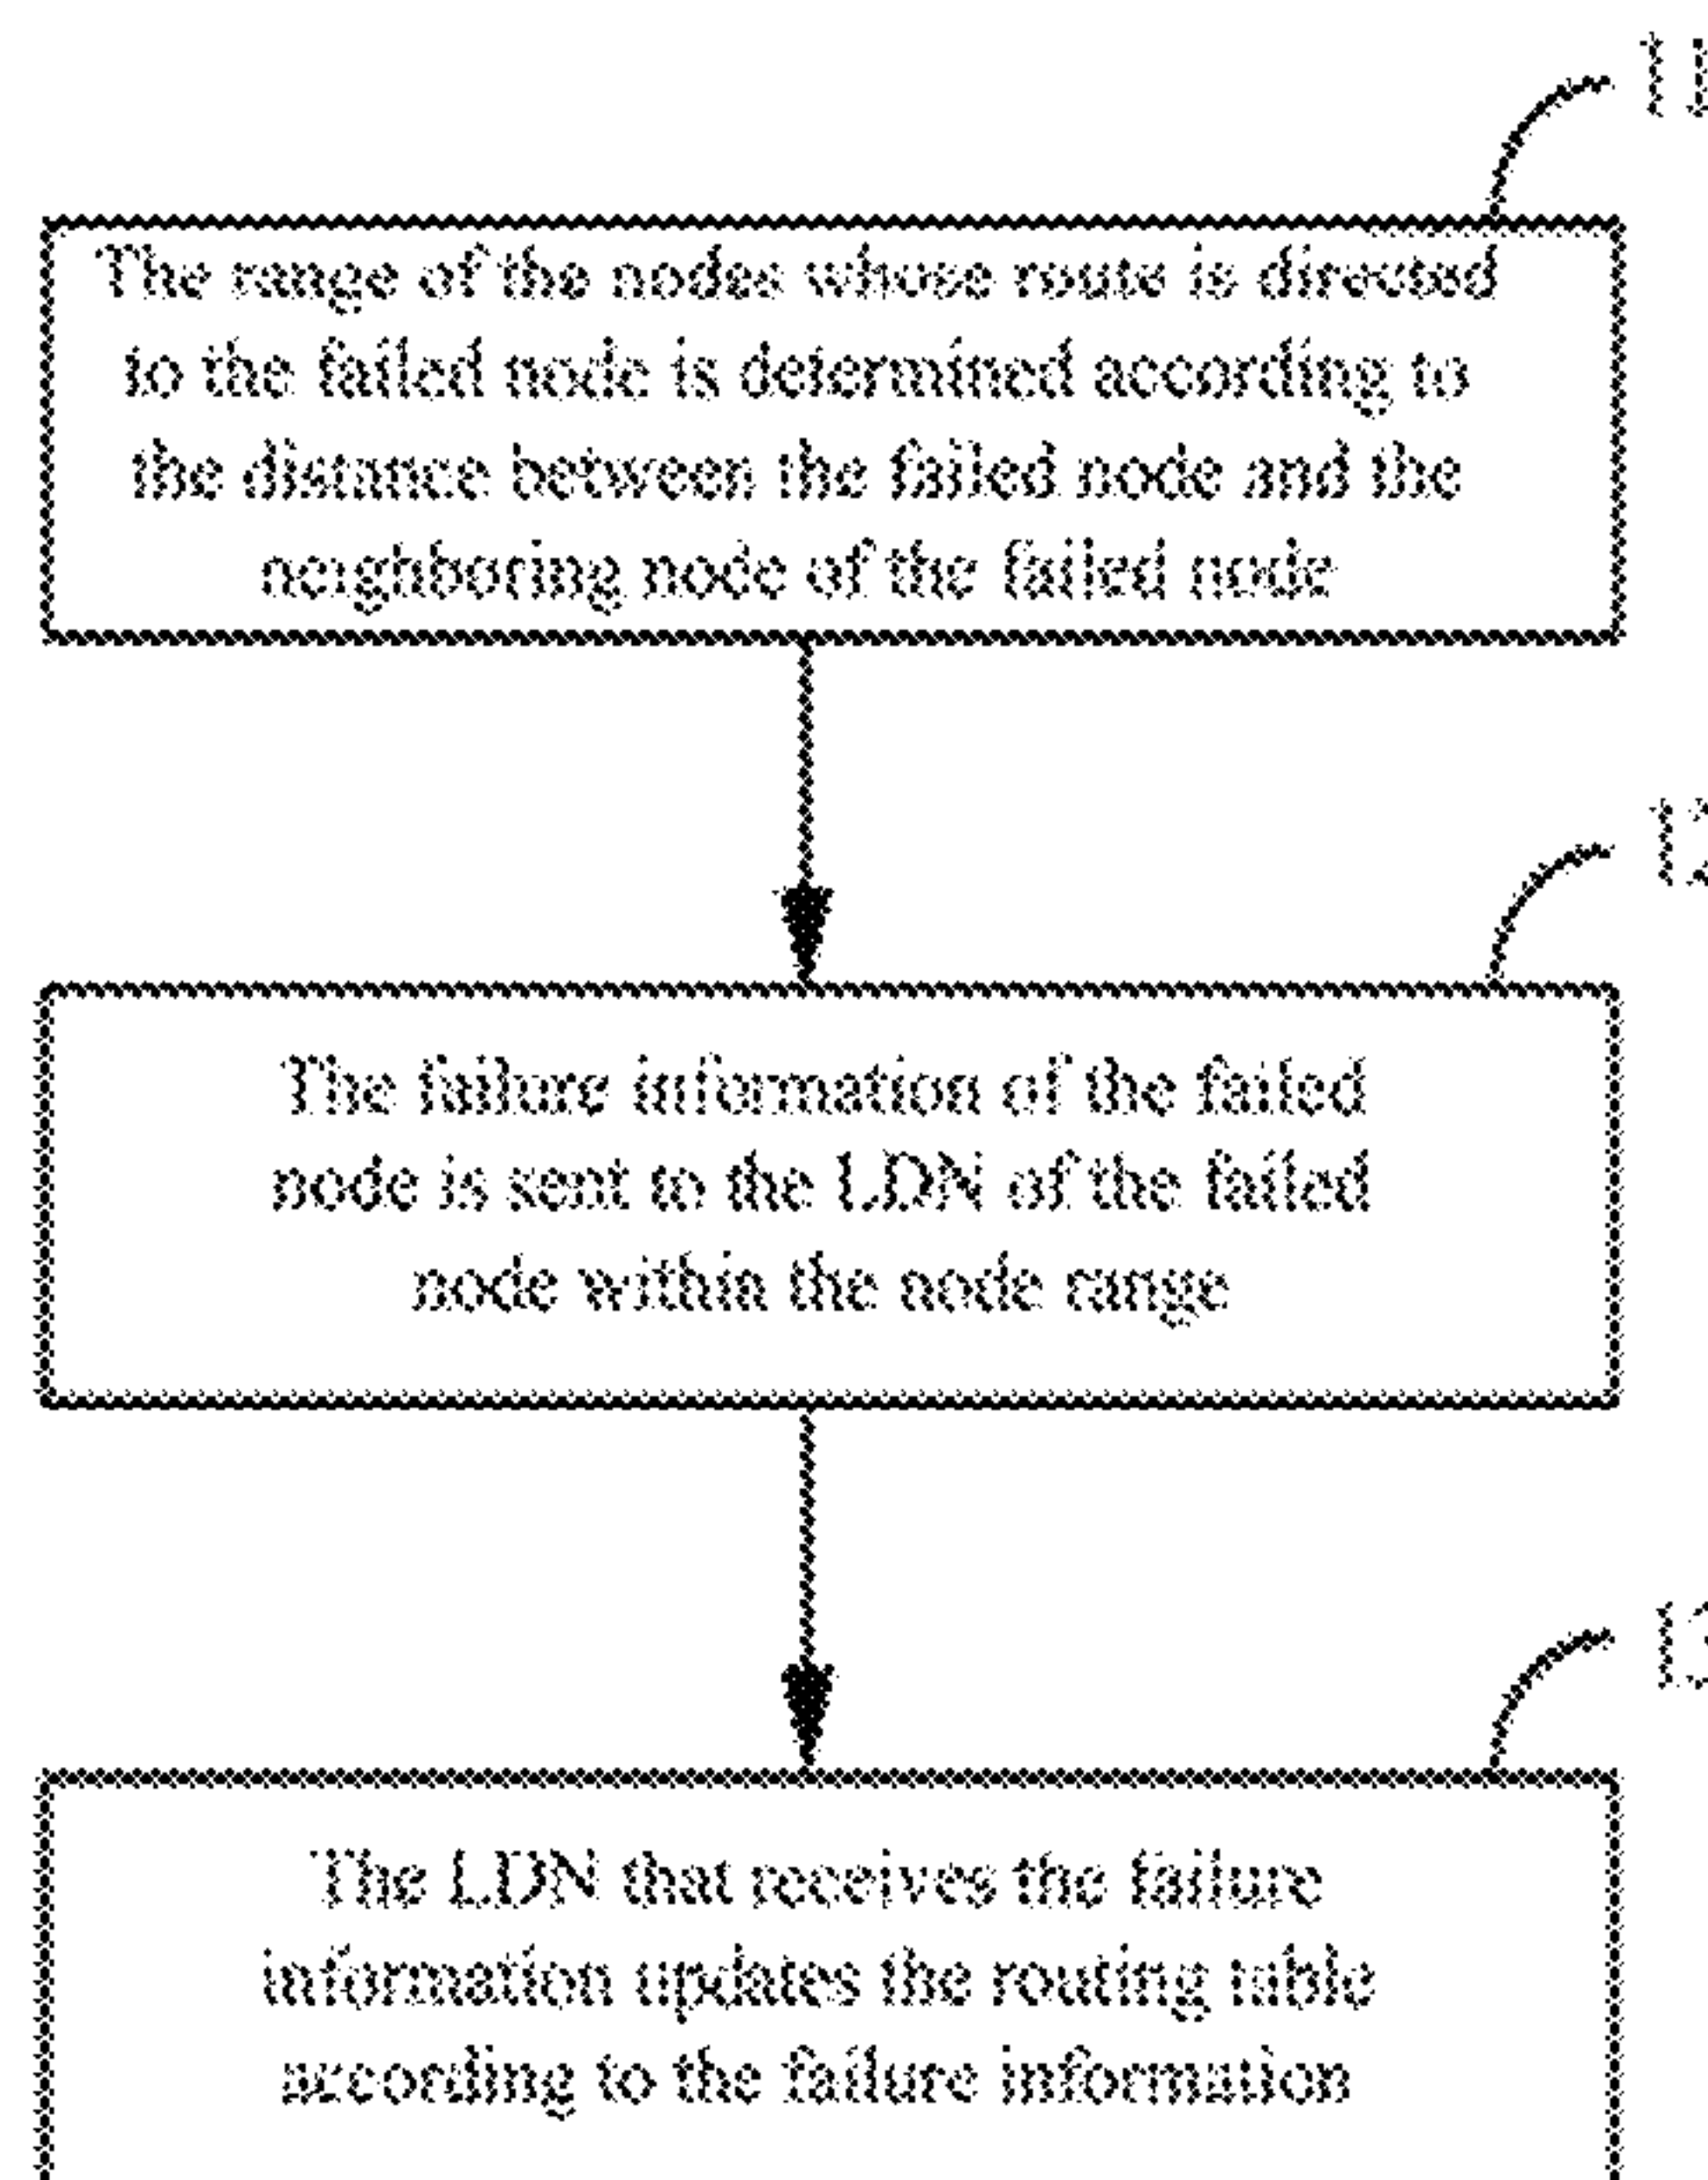 11
The range of the nodes whose route is directed
to the failed node is determined according to
the distance between the failed node and the
neighboring node of the failed node
12
The failure information of the failed
node is sent to the LDN of the failed
node within the node range
13
The LDN that receives the failure
information updates the routing table
according to the failure information